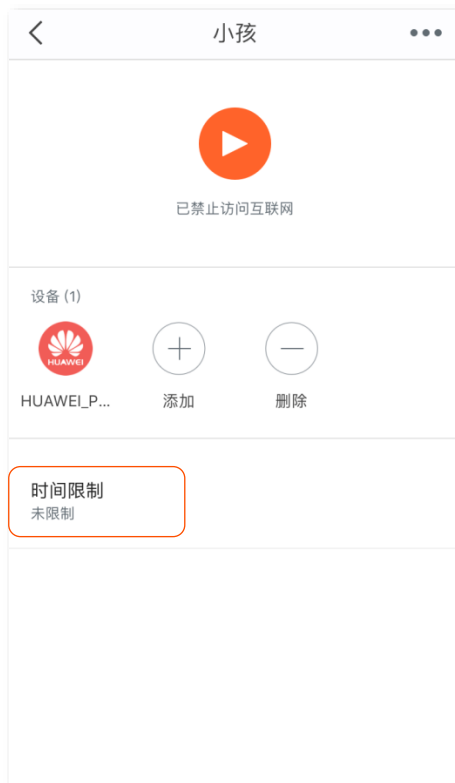 小孩
已禁止访问互联网
设备 (1)
HUAWEI
HUAWEI_P...
添加
删除
时间限制
未限制